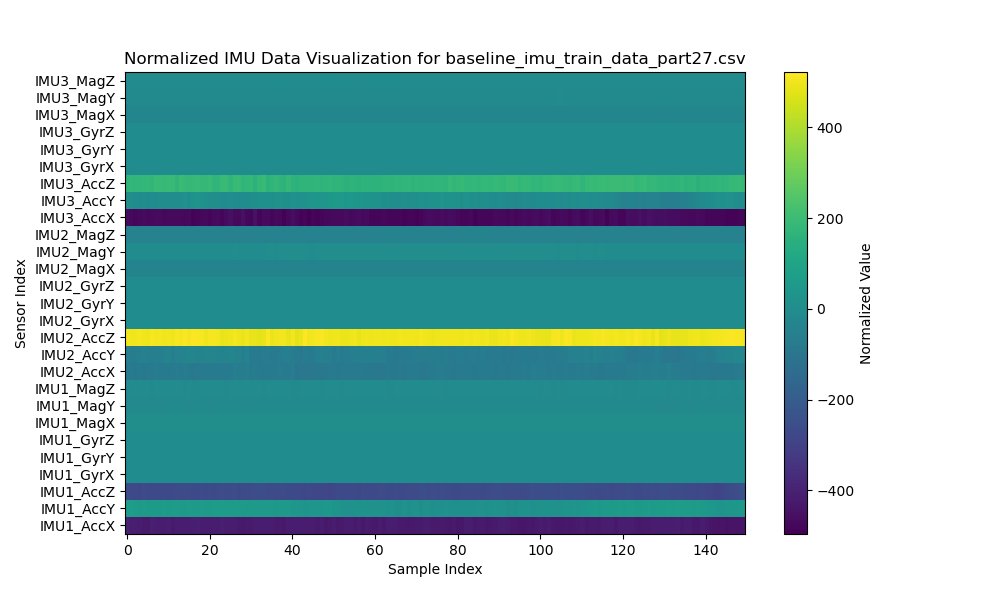 Normalized IMU Data Visualization for baseline_imu_train_data_part27.csv
IMU3_MagZ
IMU3_MagY
IMU3_MagX
IMU3_GyrZ
IMU3_GyrY
IMU3_GyrX
IMU3_AccZ
IMU3_AccY
IMU3_AccX
IMU2_MagZ
IMU2_MagY
IMU2_MagX
IMU2_GyrZ
IMU2_GyrY
IMU2_GyrX
IMU2_AccZ
IMU2_AccY
IMU2_AccX
IMU1_MagZ
IMU1_MagY
IMU1_MagX
IMU1_GyrZ
IMU1_GyrY
IMU1_GyrX
IMU1_AccZ
IMU1_AccY
IMU1_AccX
Sensor Index
0 20 40 60 80 100 120 140
Sample Index
400
200
0
−200
−400
Normalized Value